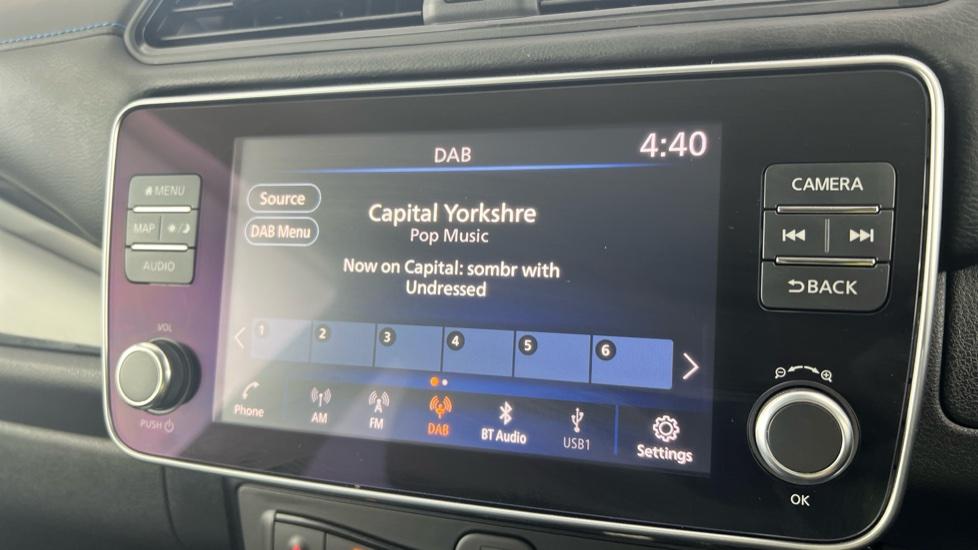 DAB
4:40
MENU
MAP
AUDIO
VOL
PUSH
Source
DAB Menu
Capital Yorkshire
Pop Music
Now on Capital: sombr with
Undressed
1 2 3 4 5 6
Phone
AM
FM
DAB
BT Audio
USB1
Settings
CAMERA
BACK
OK